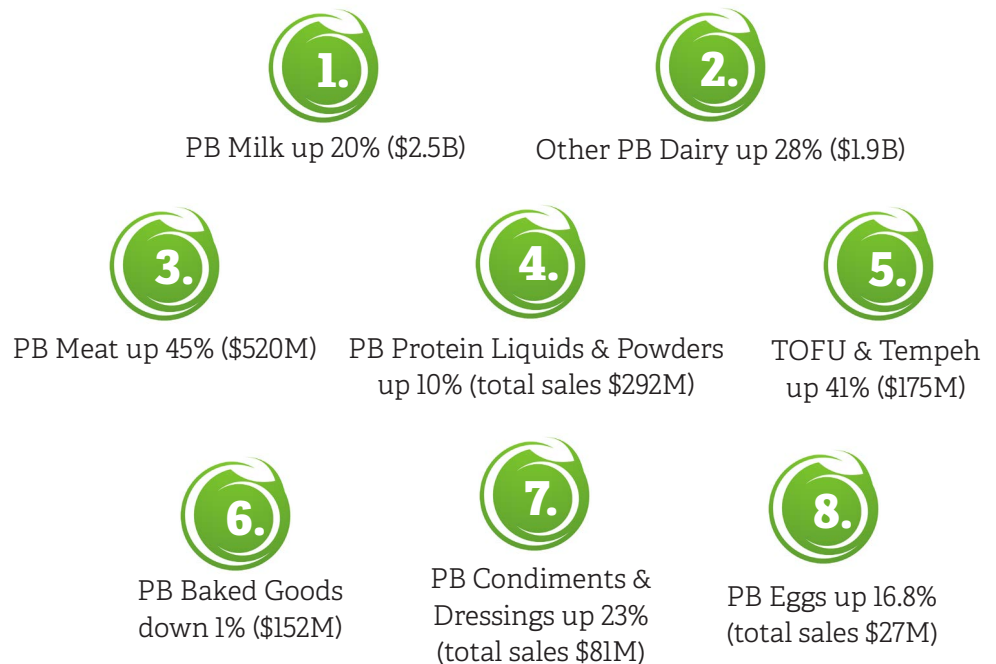 1.
PB Milk up 20% ($2.5B)
2.
Other PB Dairy up 28% ($1.9B)
3.
PB Meat up 45% ($520M)
4.
PB Protein Liquids & Powders
up 10% (total sales $292M)
5.
TOFU & Tempeh
up 41% ($175M)
6.
PB Baked Goods
down 1% ($152M)
7.
PB Condiments &
Dressings up 23%
(total sales $81M)
8.
PB Eggs up 16.8%
(total sales $27M)